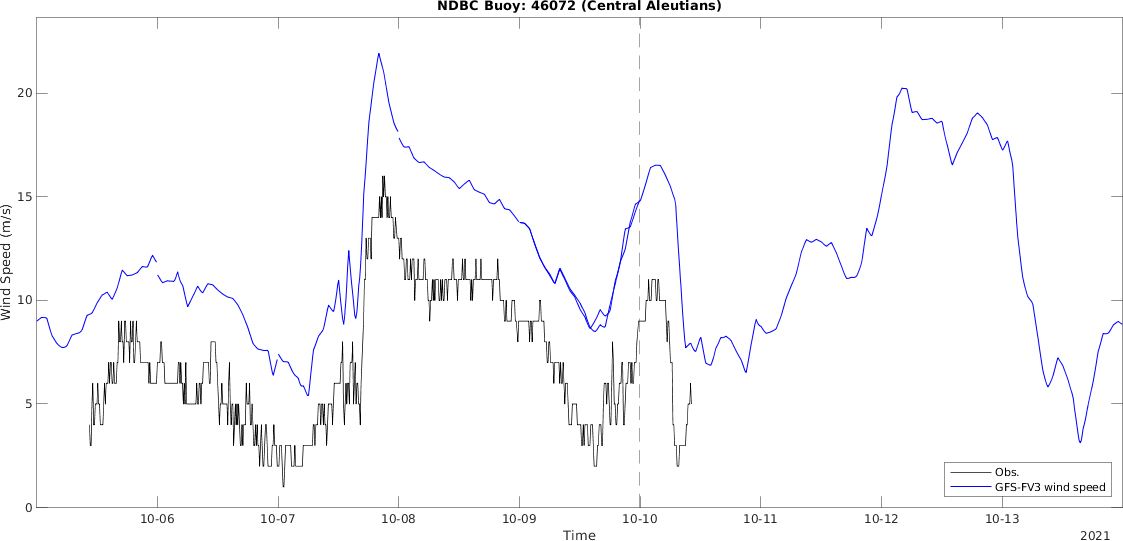 NDBC Buoy: 46072 (Central Aleutians)
Wind Speed (m/s)
20
15
10
5
0
10-06 10-07 10-08 10-09 10-10 10-11 10-12 10-13
Time
2021
Obs.
GFS-FV3 wind speed